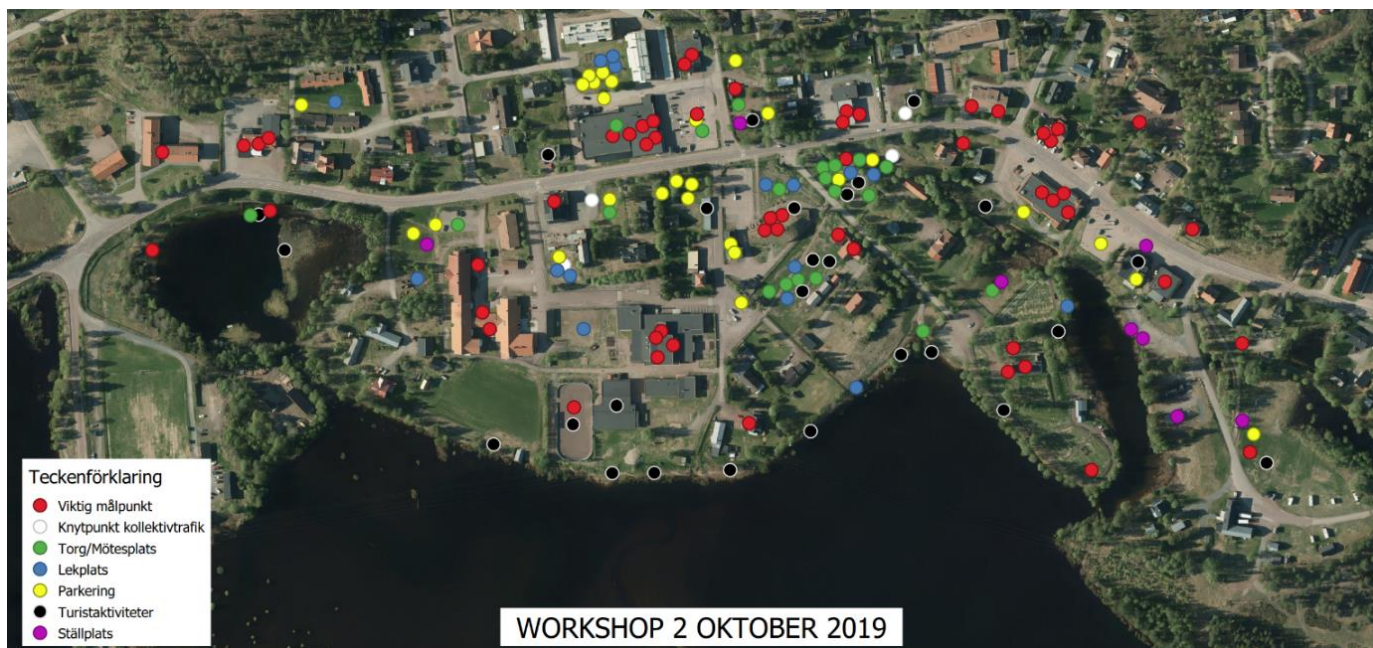 Teckenförklaring
Viktig målpunkt
Knytpunkt kollektivtrafik
Torg/Mötesplats
Lekplats
Parkering
Turistaktiviteter
Ställplats
WORKSHOP 2 OKTOBER 2019